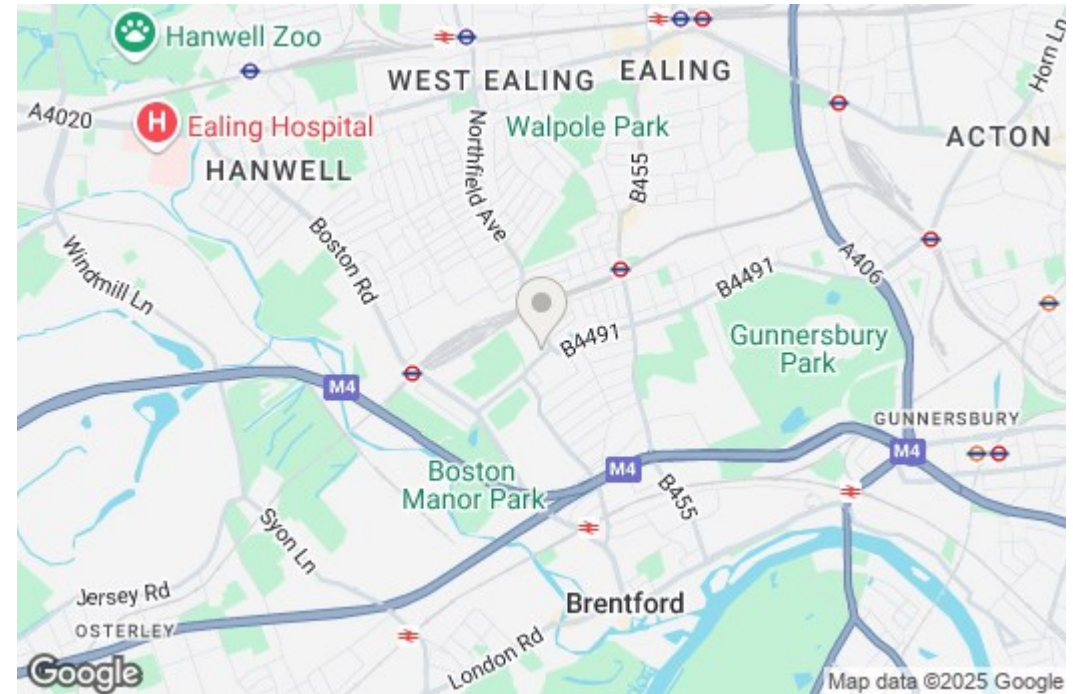 Hanwell Zoo
WEST EALING
EALING
Horn Ln
A4020
H
Ealing Hospital
Northfield Ave
Walpole Park
ACTON
HANWELL
B455
Boston Rd
Windmill Ln
A406
B4491
B4491
Gunnersbury
Park
M4
GUNNERSBURY
M4
M4
Boston
Manor Park
B455
Syon Ln
Jersey Rd
Brentford
OSTERLEY
London Rd
Google
Map data ©2025 Google